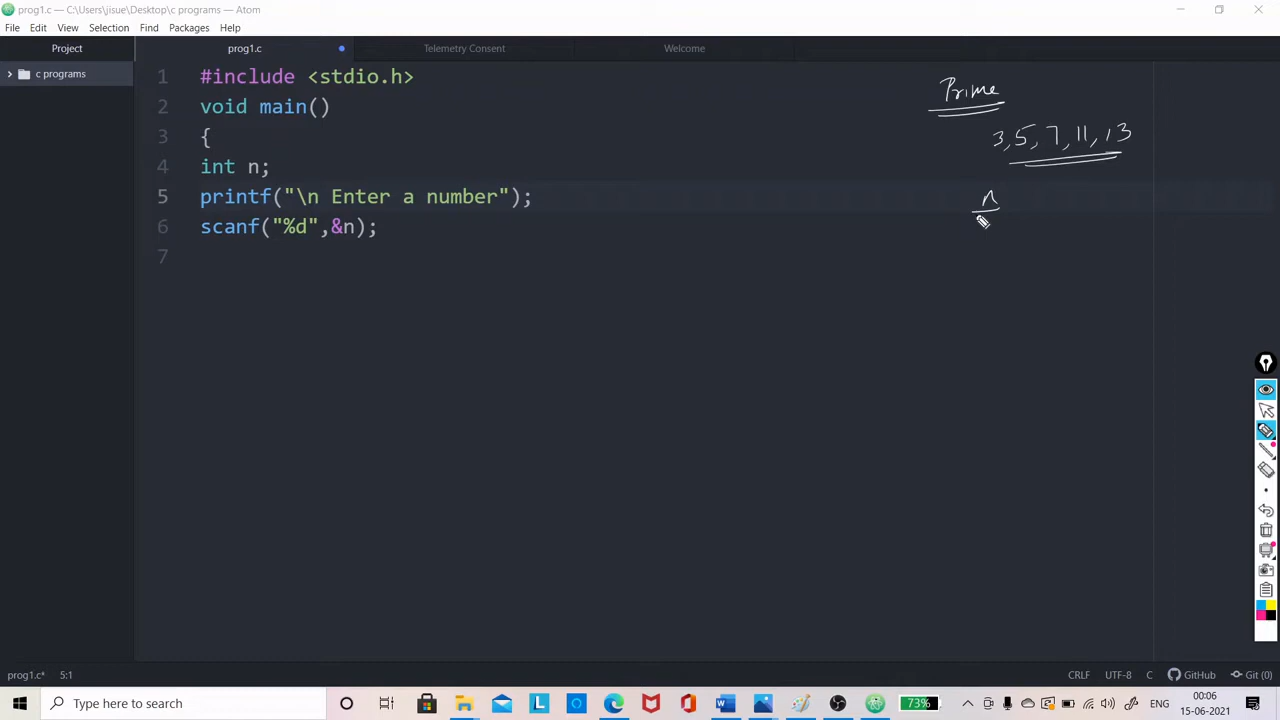 prog1.c — C:\Users\jisue\Desktop\c programs — Atom
File Edit View Selection Find Packages Help
Project
prog1.c
Telemetry Consent
Welcome
c programs
1 #include <stdio.h>
2 void main()
3 {
4 int n;
5 printf("\n Enter a number");
6 scanf("%d",&n);
7
Prime
3,5,7,11,13
n
prog1.c* 5:1
CRLF UTF-8 C GitHub Git (0)
Type here to search
73%
ENG
00:06
15-06-2021